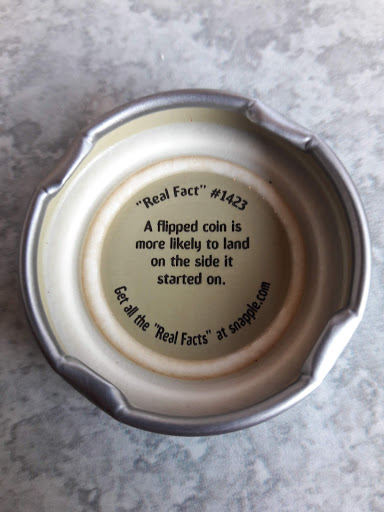 "Real Fact" #1423
A flipped coin is
more likely to land
on the side it
started on.
Get all the "Real Facts" at snapple.com